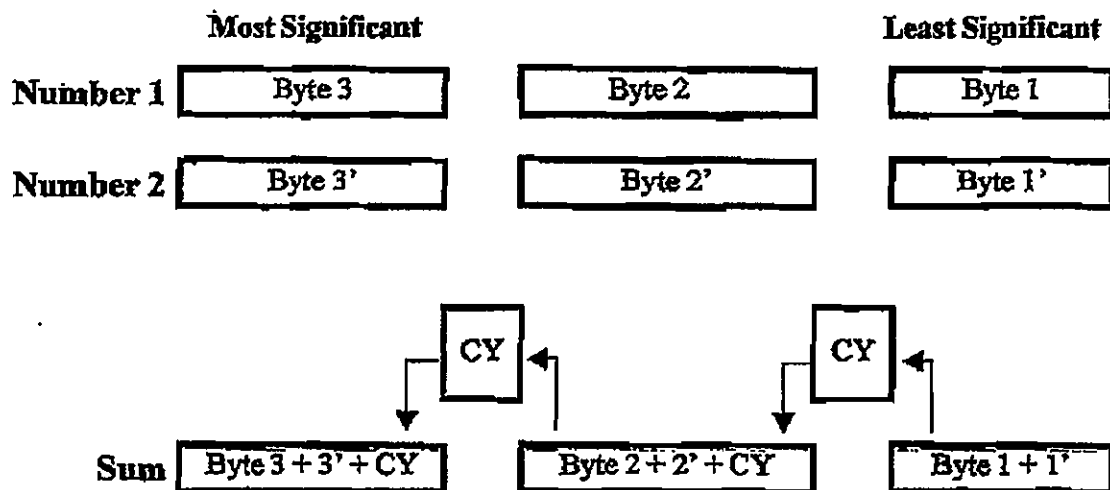 Most Significant Least Significant
Number 1 Byte 3 Byte 2 Byte 1
Number 2 Byte 3’ Byte 2’ Byte 1’
CY CY
Sum Byte 3 + 3’ + CY Byte 2 + 2’ + CY Byte 1 + 1’